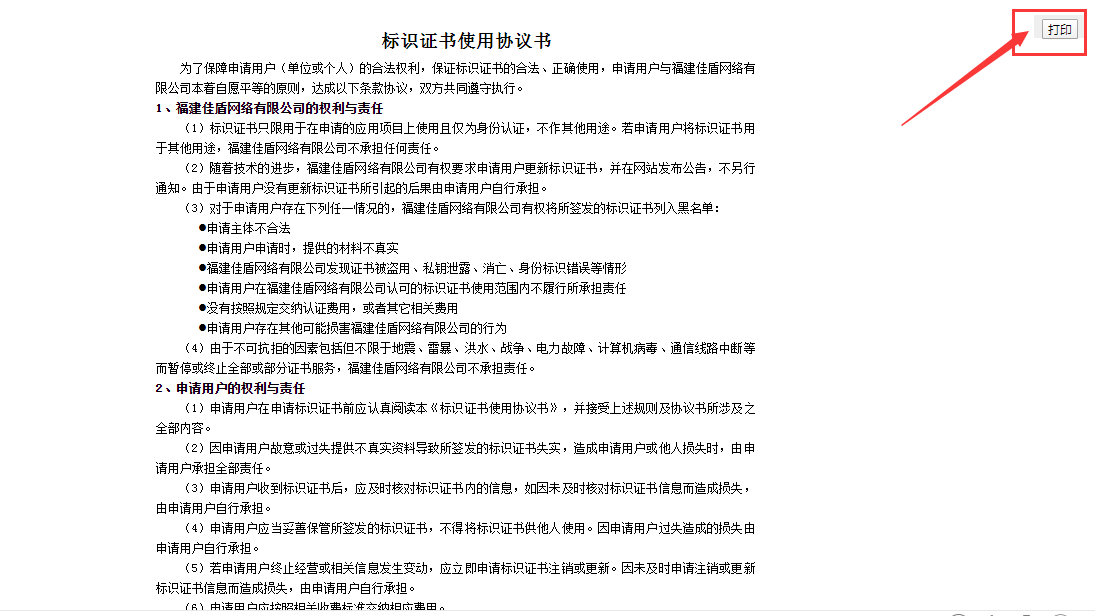 打印
标识证书使用协议书
为了保障申请用户（单位或个人）的合法权利，保证标识证书的合法、正确使用，申请用户与福建佳盾网络有
限公司本着自愿平等的原则，达成以下条款协议，双方共同遵守执行。
1、福建佳盾网络有限公司的权利与责任
（1）标识证书只限用于在申请的应用项目上使用且仅为身份认证，不作其他用途。若申请用户将标识证书用
于其他用途，福建佳盾网络有限公司不承担任何责任。
（2）随着技术的进步，福建佳盾网络有限公司有权要求申请用户更新标识证书，并在网站发布公告，不另行
通知。由于申请用户没有更新标识证书所引起的后果由申请用户自行承担。
（3）对于申请用户存在下列任一情况的，福建佳盾网络有限公司有权将所签发的标识证书列入黑名单：
●申请主体不合法
●申请用户申请时，提供的材料不真实
●福建佳盾网络有限公司发现证书被盗用、私钥泄露、消亡、身份标识错误等情形
●申请用户在福建佳盾网络有限公司认可的标识证书使用范围内不履行所承担责任
●没有按照规定交纳认证费用，或者其它相关费用
●申请用户存在其他可能损害福建佳盾网络有限公司的行为
（4）由于不可抗拒的因素包括但不限于地震、雷暴、洪水、战争、电力故障、计算机病毒、通信线路中断等
而暂停或终止全部或部分证书服务，福建佳盾网络有限公司不承担责任。
2、申请用户的权利与责任
（1）申请用户在申请标识证书前应认真阅读本《标识证书使用协议书》，并接受上述规则及协议书所涉及之
全部内容。
（2）因申请用户故意或过失提供不真实资料导致所签发的标识证书失实，造成申请用户或他人损失时，由申
请用户承担全部责任。
（3）申请用户收到标识证书后，应及时核对标识证书内的信息，如因未及时核对标识证书信息而造成损失，
由申请用户自行承担。
（4）申请用户应当妥善保管所签发的标识证书，不得将标识证书供他人使用。因申请用户过失造成的损失由
申请用户自行承担。
（5）若申请用户终止经营或相关信息发生变动，应立即申请标识证书注销或更新。因未及时申请注销或更新
标识证书信息而造成损失，由申请用户自行承担。
（6）申请用户应按照相关收费标准交纳相应费用。